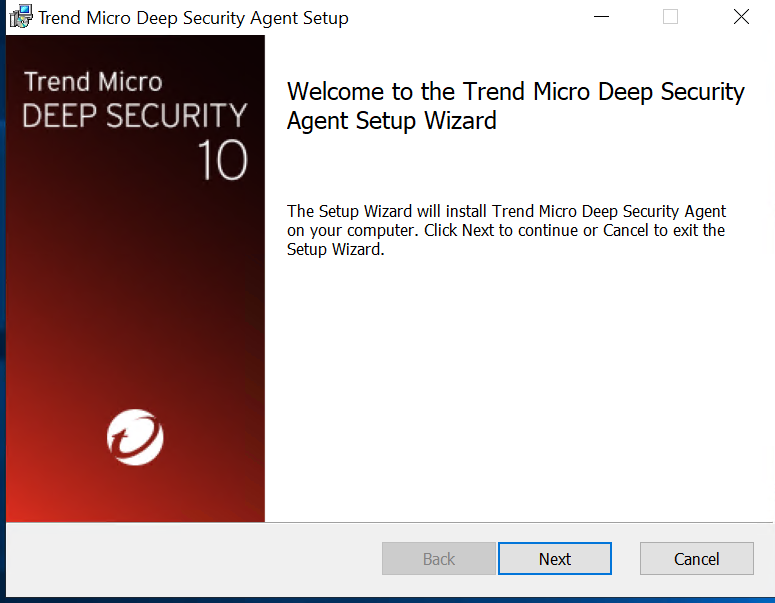 Trend Micro Deep Security Agent Setup
Trend Micro
DEEP SECURITY
10
Welcome to the Trend Micro Deep Security
Agent Setup Wizard
The Setup Wizard will install Trend Micro Deep Security Agent
on your computer. Click Next to continue or Cancel to exit the
Setup Wizard.
Back
Next
Cancel